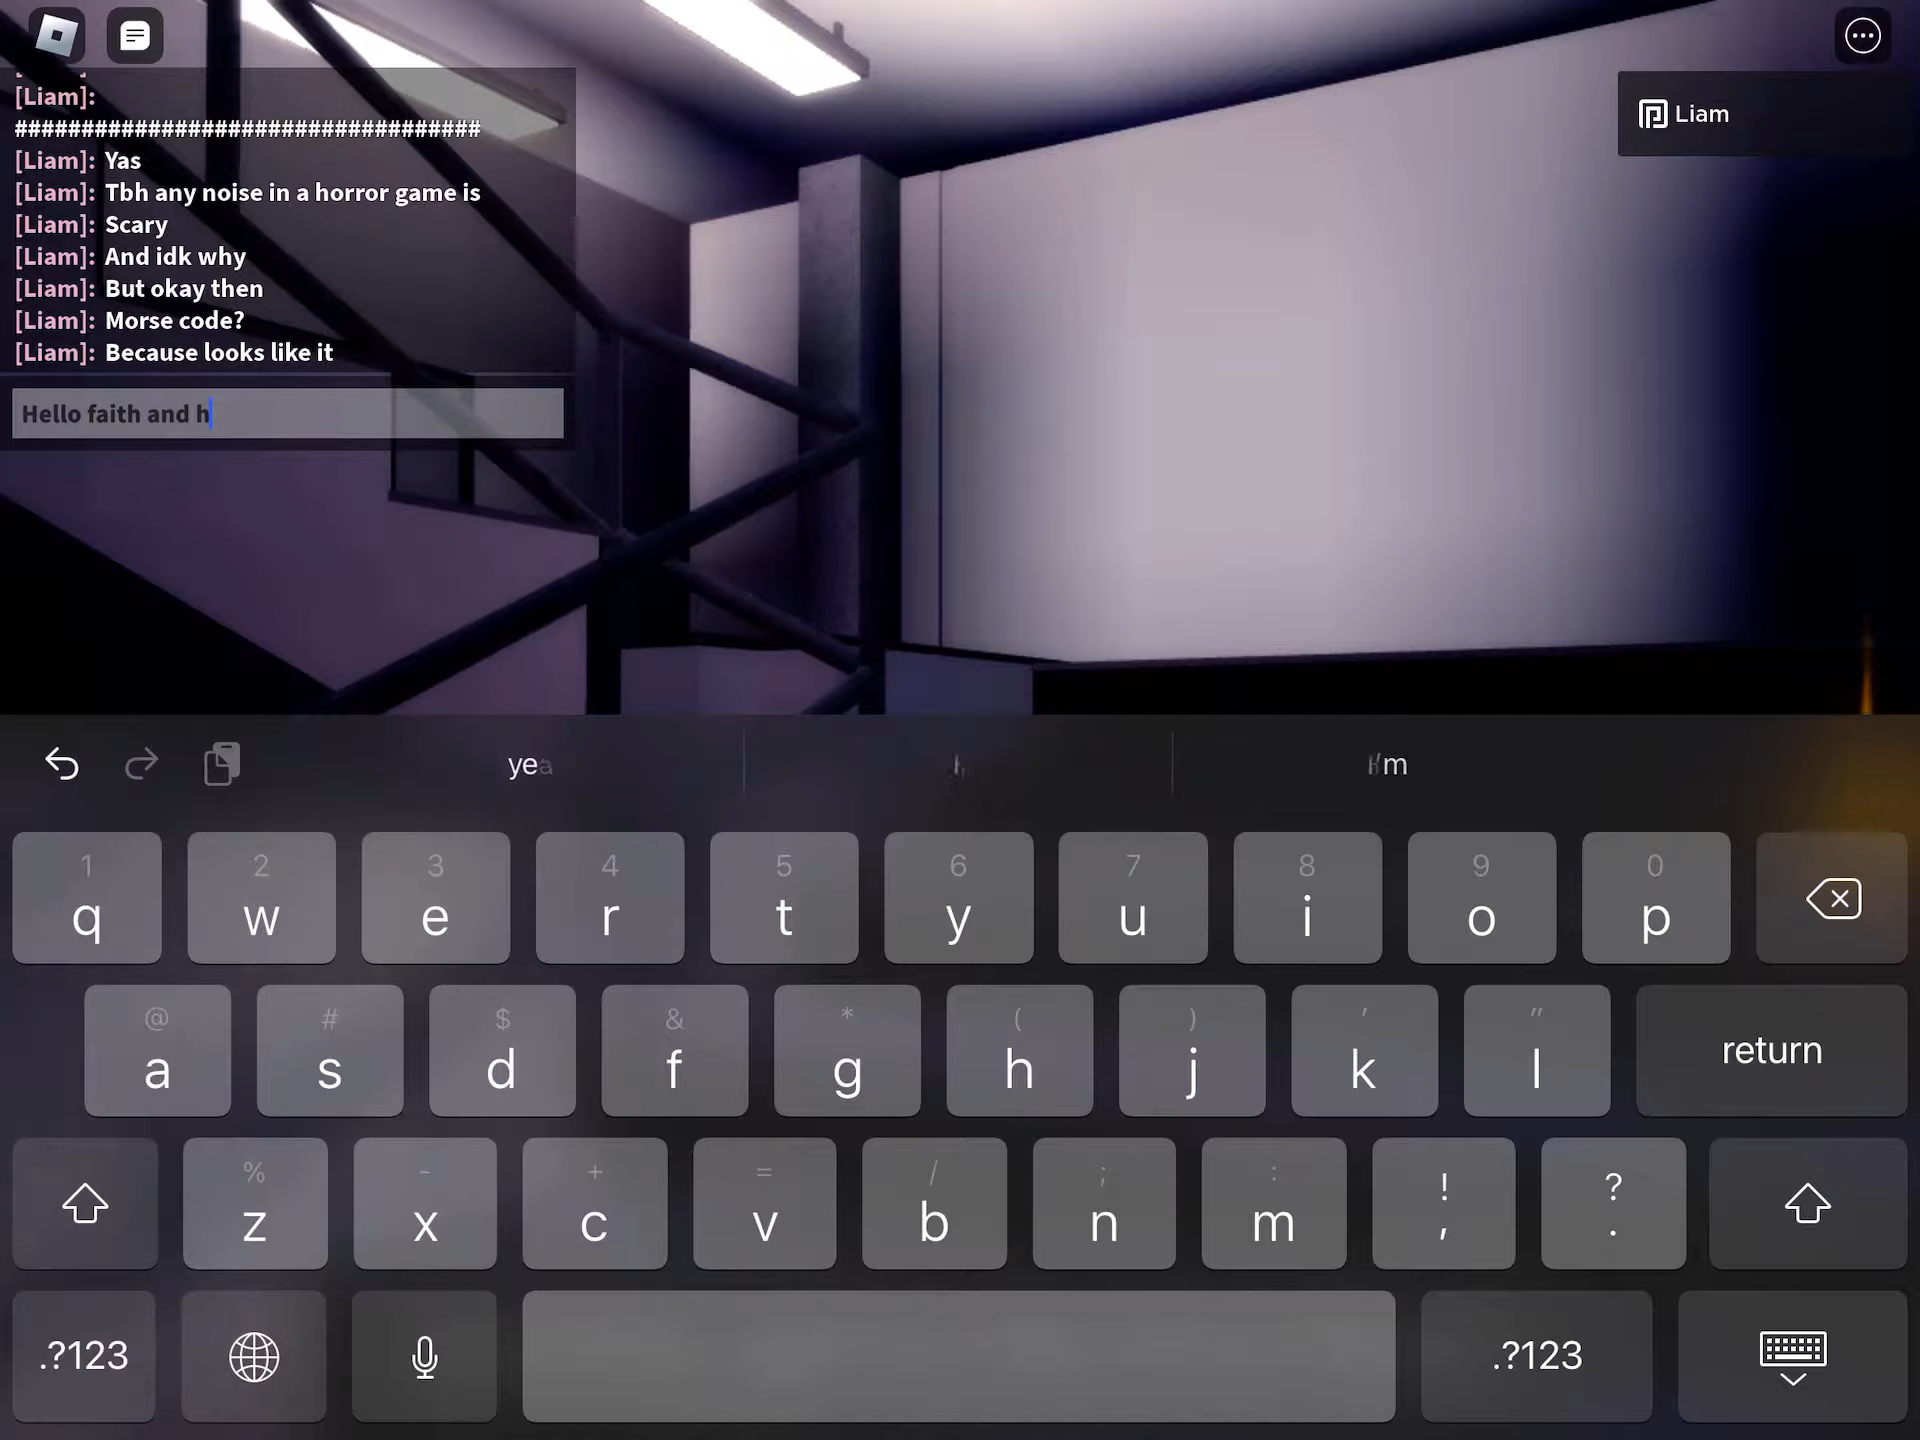 [Liam]:
###################################
[Liam]: Yas
[Liam]: Tbh any noise in a horror game is
[Liam]: Scary
[Liam]: And idk why
[Liam]: But okay then
[Liam]: Morse code?
[Liam]: Because looks like it
Hello faith and h
Liam
yea
I'm
1 2 3 4 5 6 7 8 9 0
q w e r t y u i o p
@ # $ & * ( ) ' "
a s d f g h j k l return
% - + = / ; : ! ?
z x c v b n m , .
.?123 .?123